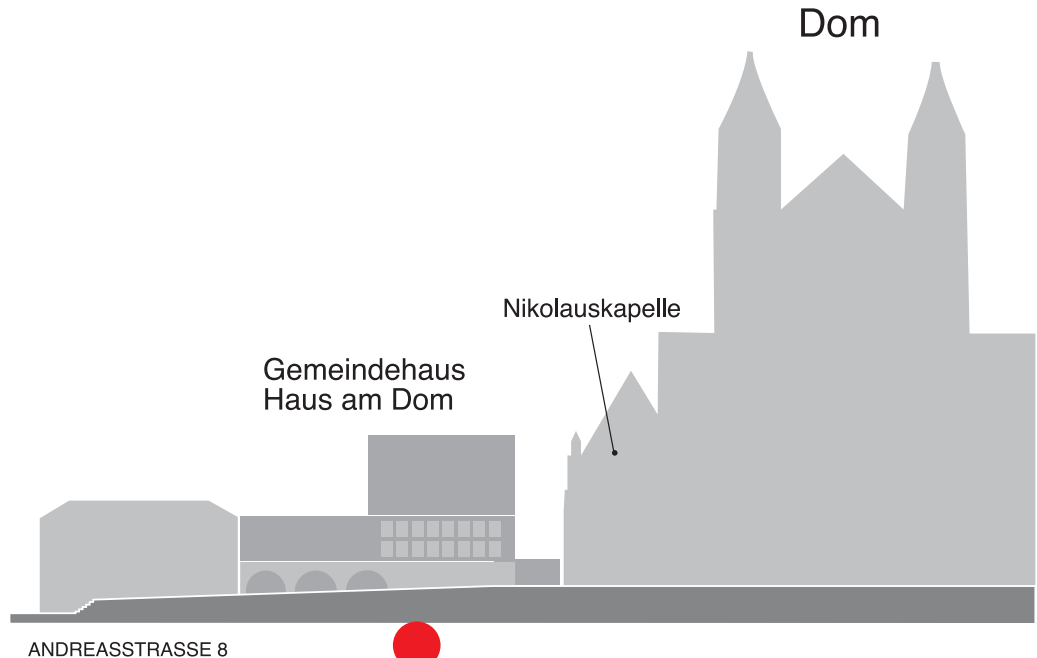 Dom
Nikolauskapelle
Gemeindehaus
Haus am Dom
ANDREASSTRASSE 8